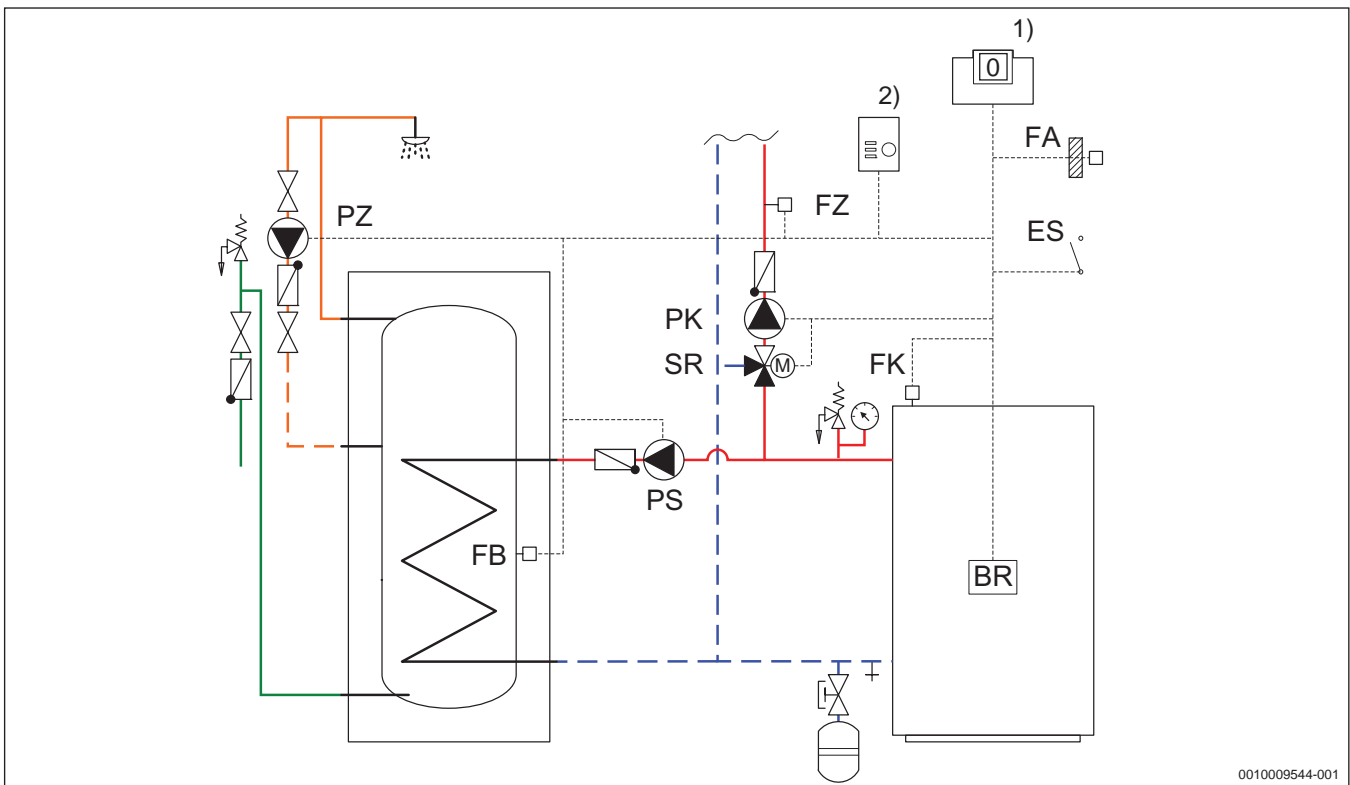 1)
0
2)
FA
PZ
FZ
ES
PK
SR
M
FK
PS
FB
BR
0010009544-001